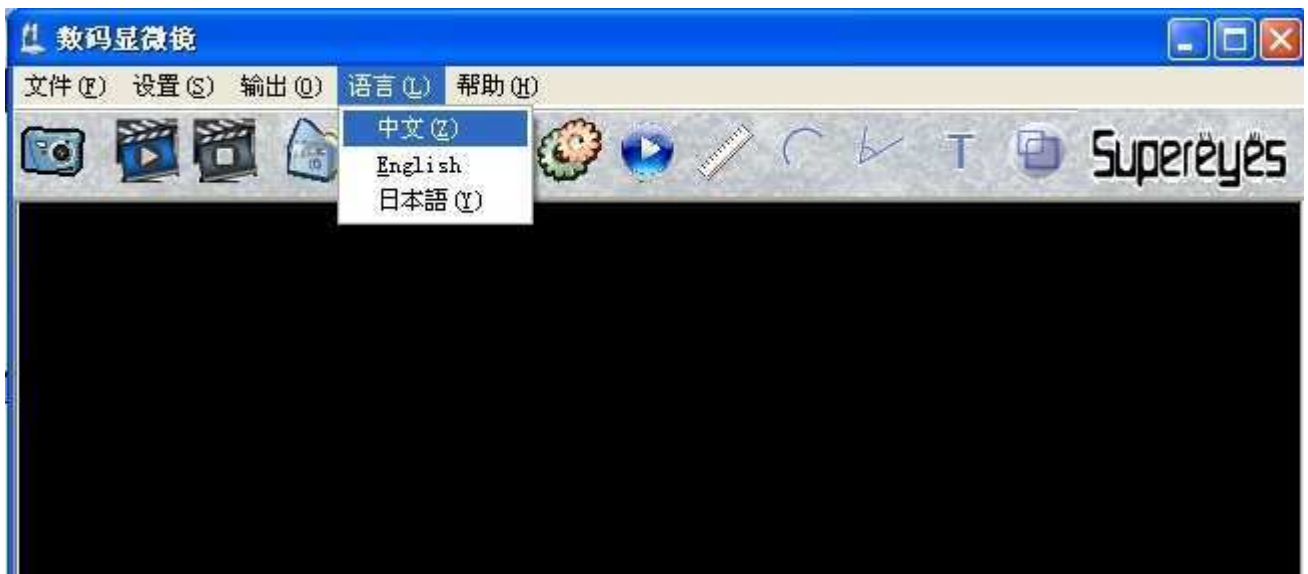 数码显微镜
文件(F) 设置(S) 输出(O) 语言(L) 帮助(H)
中文(Z)
English
日本語(Y)
T
Supereyës